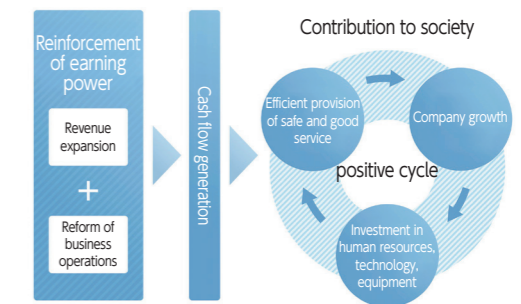 Reinforcement
of earning
power
Revenue
expansion
+
Reform of
business
operations
Cash flow generation
Contribution to society
Efficient provision
of safe and good
service
Company growth
positive cycle
Investment in
human resources,
technology,
equipment